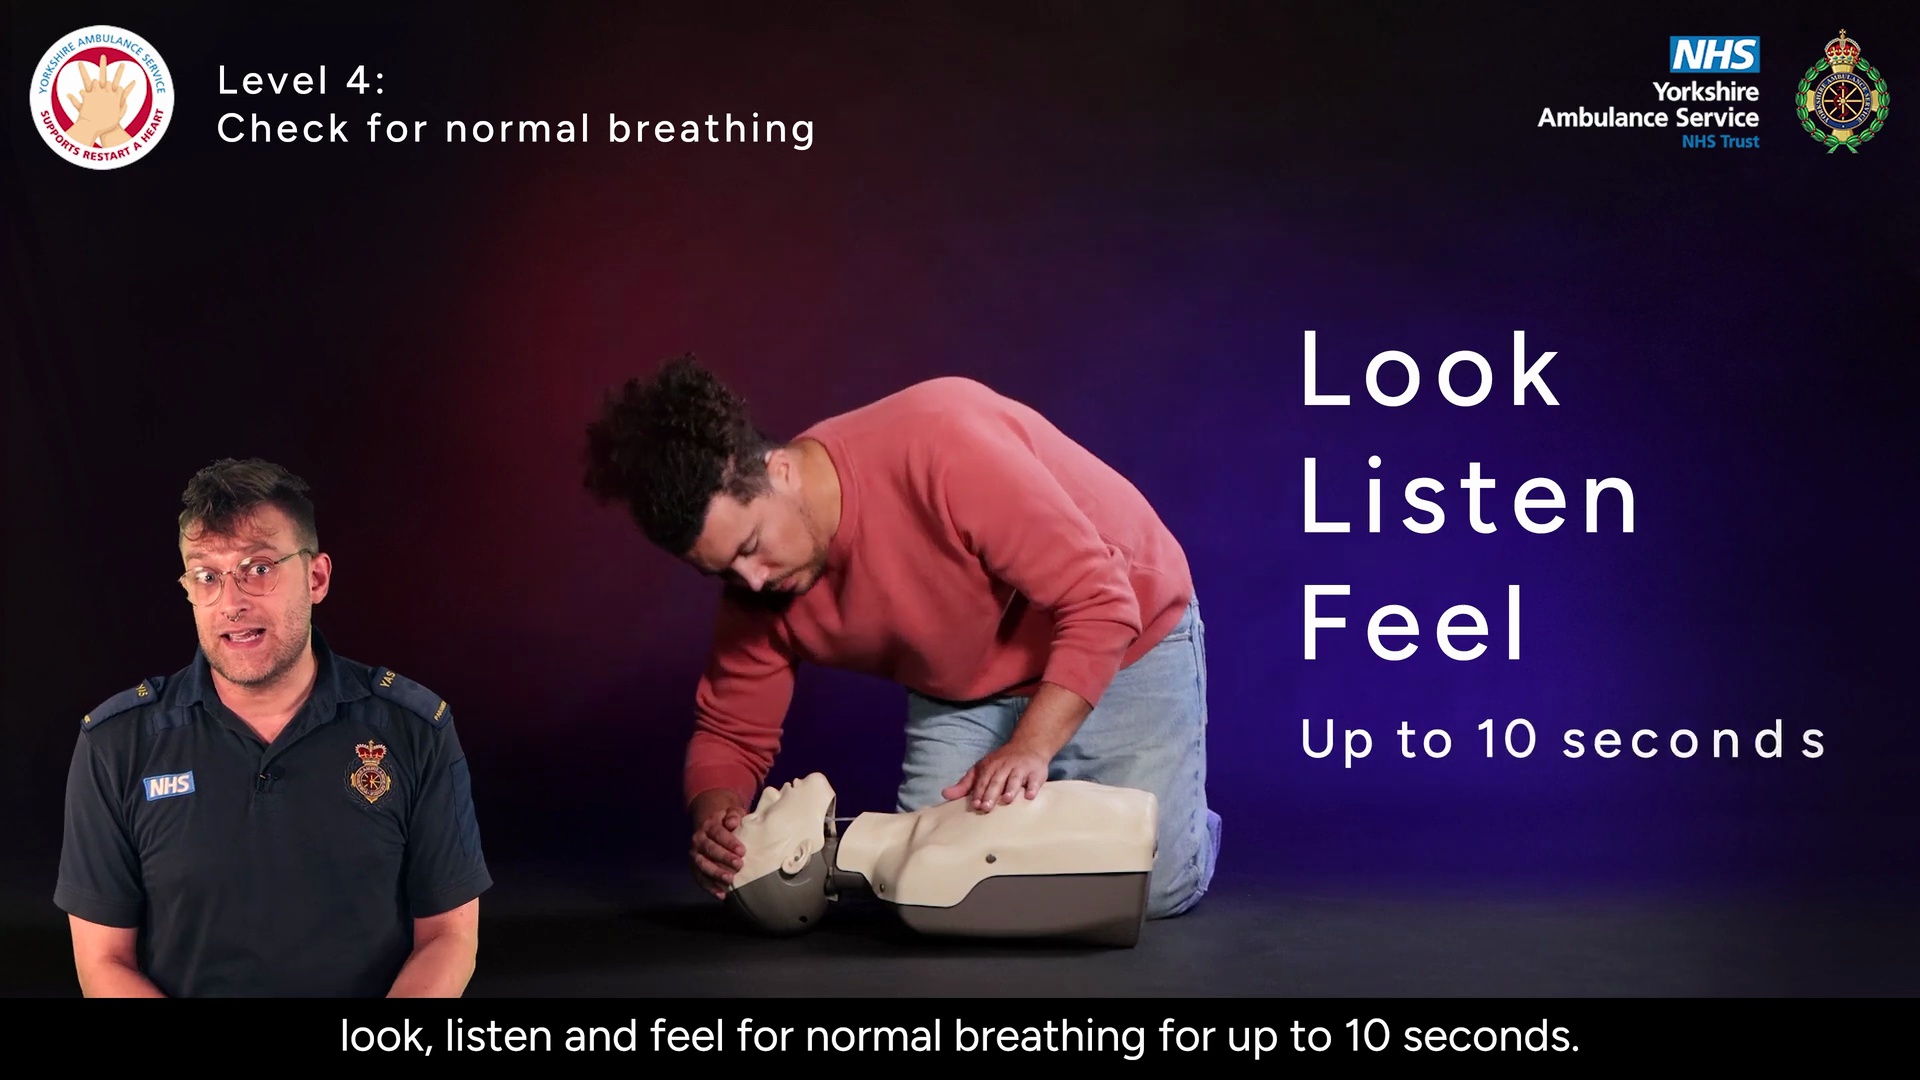 YORKSHIRE AMBULANCE SERVICE
SUPPORTS RESTART A HEART
Level 4:
Check for normal breathing
NHS
Yorkshire
Ambulance Service
NHS Trust
Look
Listen
Feel
Up to 10 seconds
YAS
NHS
look, listen and feel for normal breathing for up to 10 seconds.